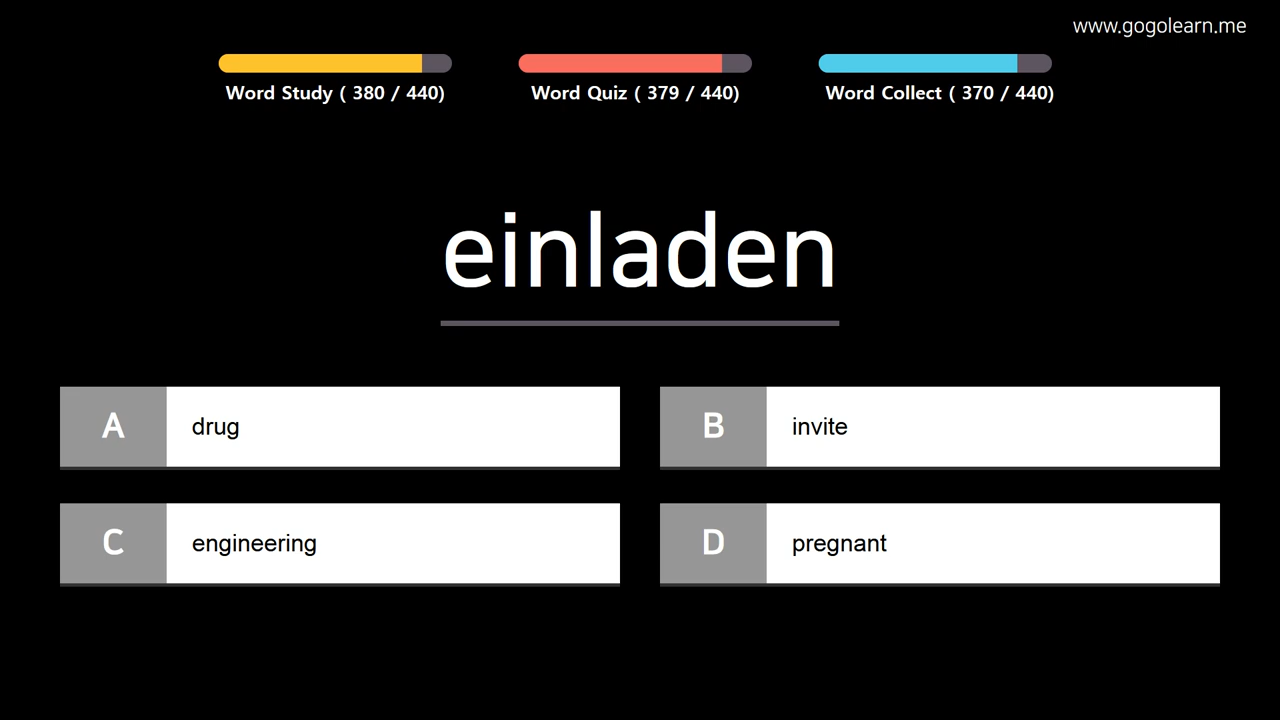 www.gogolearn.me
Word Study ( 380 / 440)
Word Quiz ( 379 / 440)
Word Collect ( 370 / 440)
einladen
A
drug
B
invite
C
engineering
D
pregnant